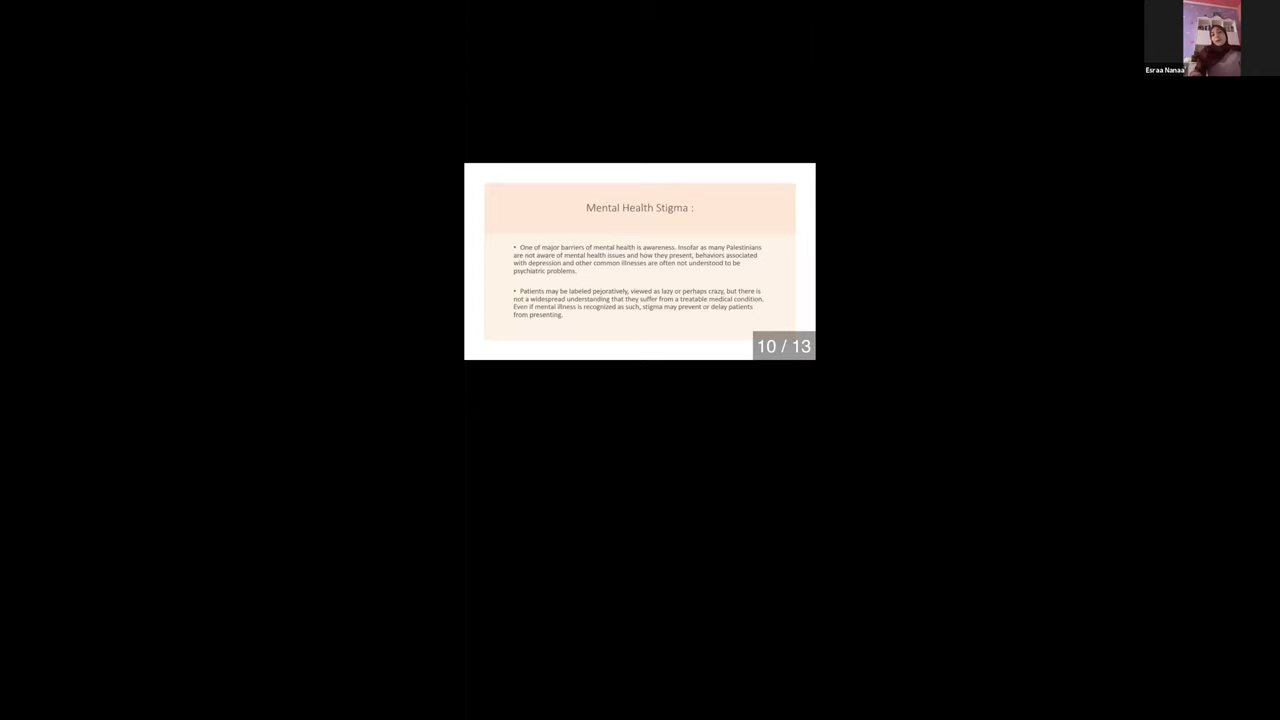 Esraa Nanaa
Mental Health Stigma :
• One of major barriers of mental health is awareness. Insofar as many Palestinians
are not aware of mental health issues and how they present, behaviors associated
with depression and other common illnesses are often not understood to be
psychiatric problems.
• Patients may be labeled pejoratively, viewed as lazy or perhaps crazy, but there is
not a widespread understanding that they suffer from a treatable medical condition.
Even if mental illness is recognized as such, stigma may prevent or delay patients
from presenting.
10 / 13